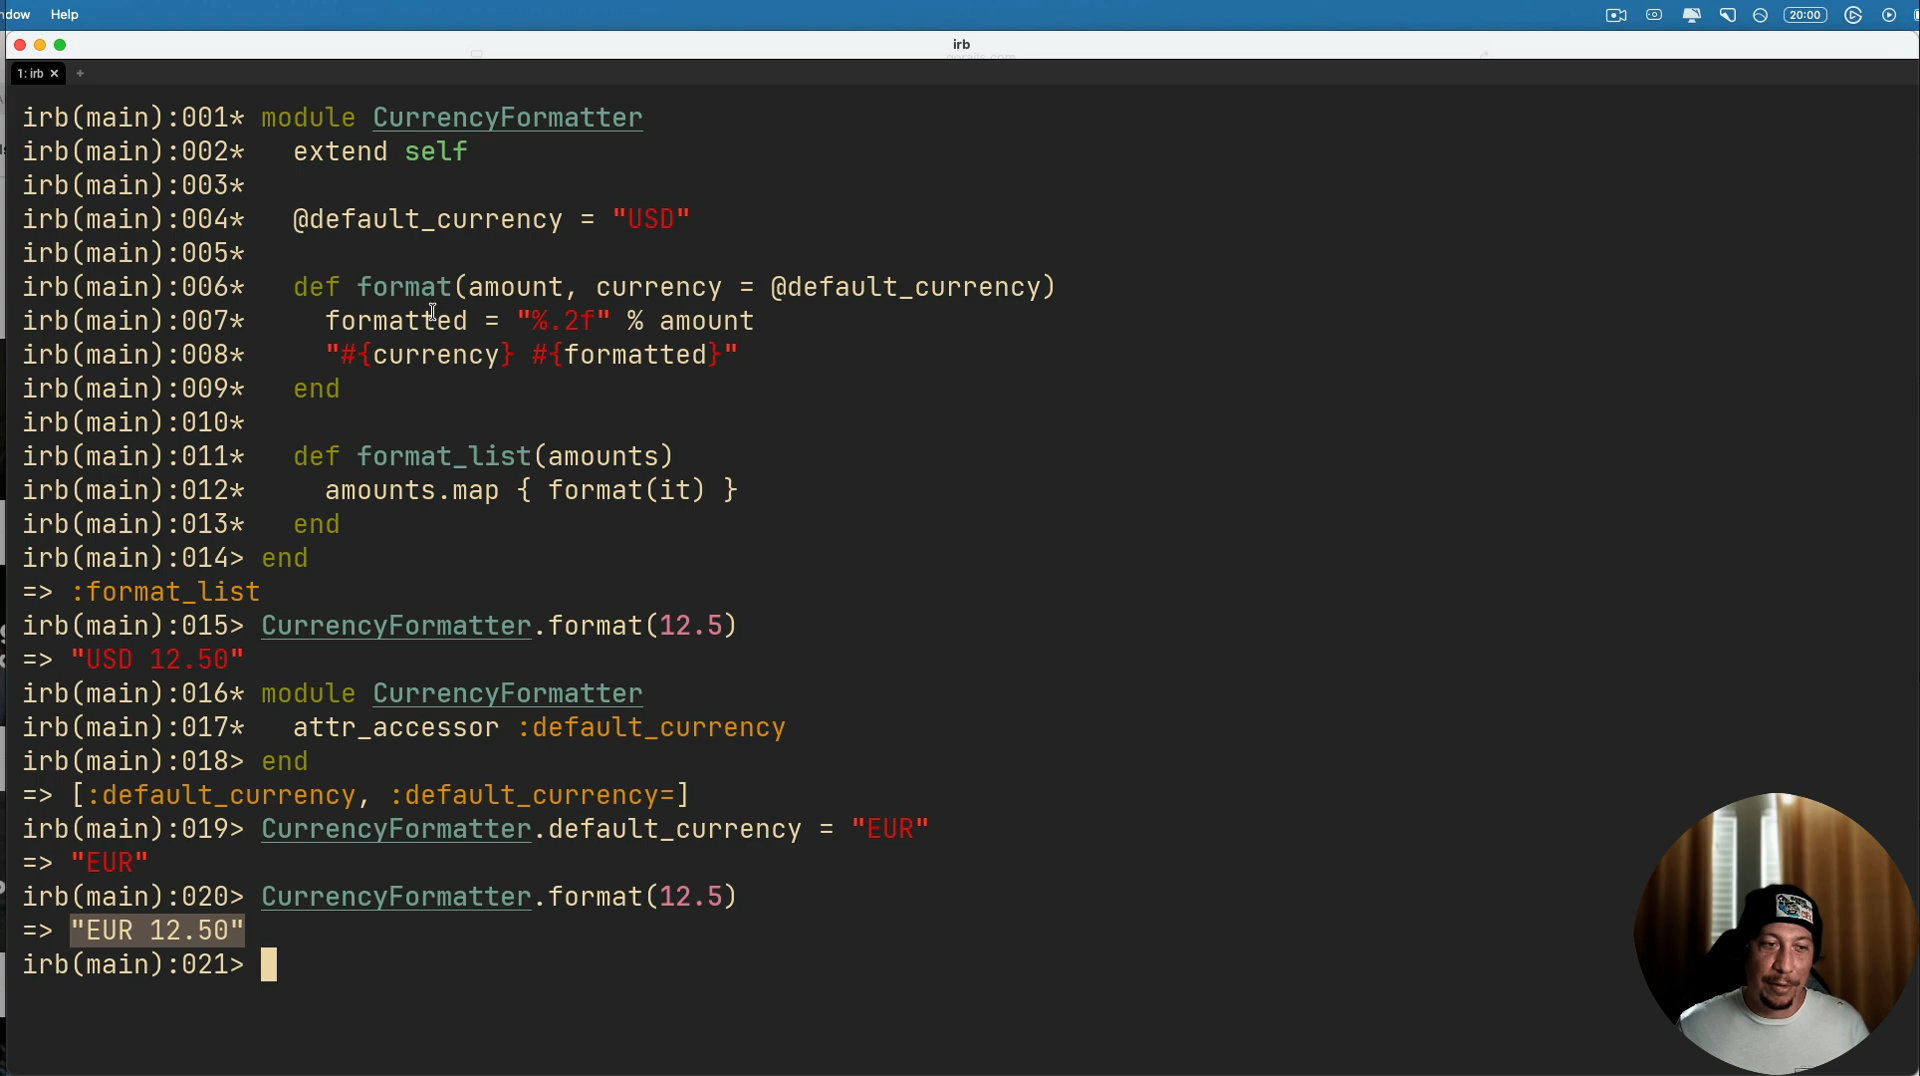 ndow Help 20:00
irb
1: irb × +
irb(main):001* module CurrencyFormatter
irb(main):002*   extend self
irb(main):003*
irb(main):004*   @default_currency = "USD"
irb(main):005*
irb(main):006*   def format(amount, currency = @default_currency)
irb(main):007*     formatted = "%.2f" % amount
irb(main):008*     "#{currency} #{formatted}"
irb(main):009*   end
irb(main):010*
irb(main):011*   def format_list(amounts)
irb(main):012*     amounts.map { format(it) }
irb(main):013*   end
irb(main):014> end
=> :format_list
irb(main):015> CurrencyFormatter.format(12.5)
=> "USD 12.50"
irb(main):016* module CurrencyFormatter
irb(main):017*   attr_accessor :default_currency
irb(main):018> end
=> [:default_currency, :default_currency=]
irb(main):019> CurrencyFormatter.default_currency = "EUR"
=> "EUR"
irb(main):020> CurrencyFormatter.format(12.5)
=> "EUR 12.50"
irb(main):021>